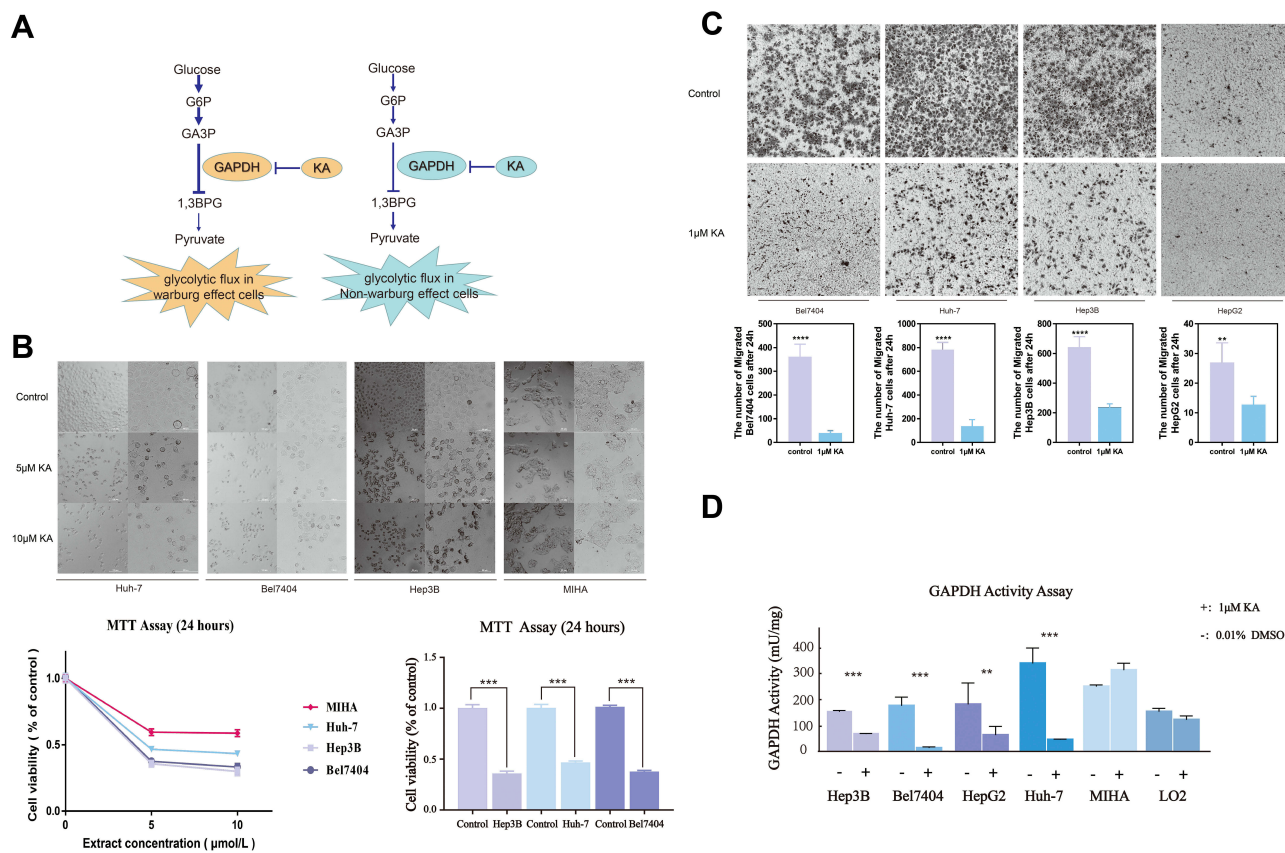 A
Glucose
G6P
GA3P
GAPDH
KA
1,3BPG
Pyruvate
glycolytic flux in
warburg effect cells
Glucose
G6P
GA3P
GAPDH
KA
1,3BPG
Pyruvate
glycolytic flux in
Non-warburg effect cells
B
Control
5μM KA
10μM KA
Huh-7
Bel7404
Hep3B
MIHA
MTT Assay (24 hours)
Cell viability ( % of control )
1.0
0.5
0.0
0
5
10
Extract concentration ( μmol/L )
MIHA
Huh-7
Hep3B
Bel7404
MTT Assay (24 hours)
Cell viability (% of control)
1.5
1.0
0.5
0.0
***
***
***
Control
Hep3B
Control
Huh-7
Control
Bel7404
C
Control
1μM KA
Bel7404
Huh-7
Hep3B
HepG2
The number of Migrated
Bel7404 cells after 24h
500
400
300
200
100
0
****
control
1μM KA
The number of Migrated
Huh-7 cells after 24h
1000
800
600
400
200
0
****
control
1μM KA
The number of Migrated
Hep3B cells after 24h
800
600
400
200
0
****
control
1μM KA
The number of Migrated
HepG2 cells after 24h
40
30
20
10
0
**
control
1μM KA
D
GAPDH Activity Assay
+: 1μM KA
-: 0.01% DMSO
GAPDH Activity (mU/mg)
400
300
200
100
0
***
***
**
***
- + - + - + - + - + - +
Hep3B Bel7404 HepG2 Huh-7 MIHA LO2